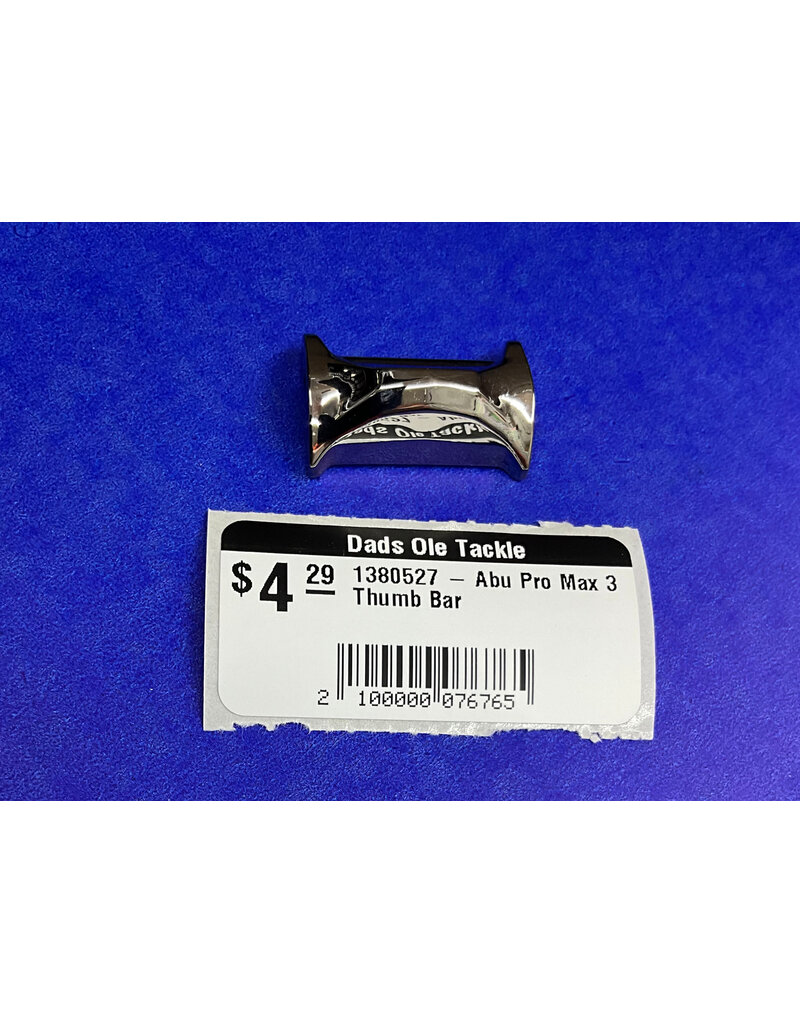 Dads Ole Tackle
$4 29 1380527 – Abu Pro Max 3
Thumb Bar
2 100000 076765